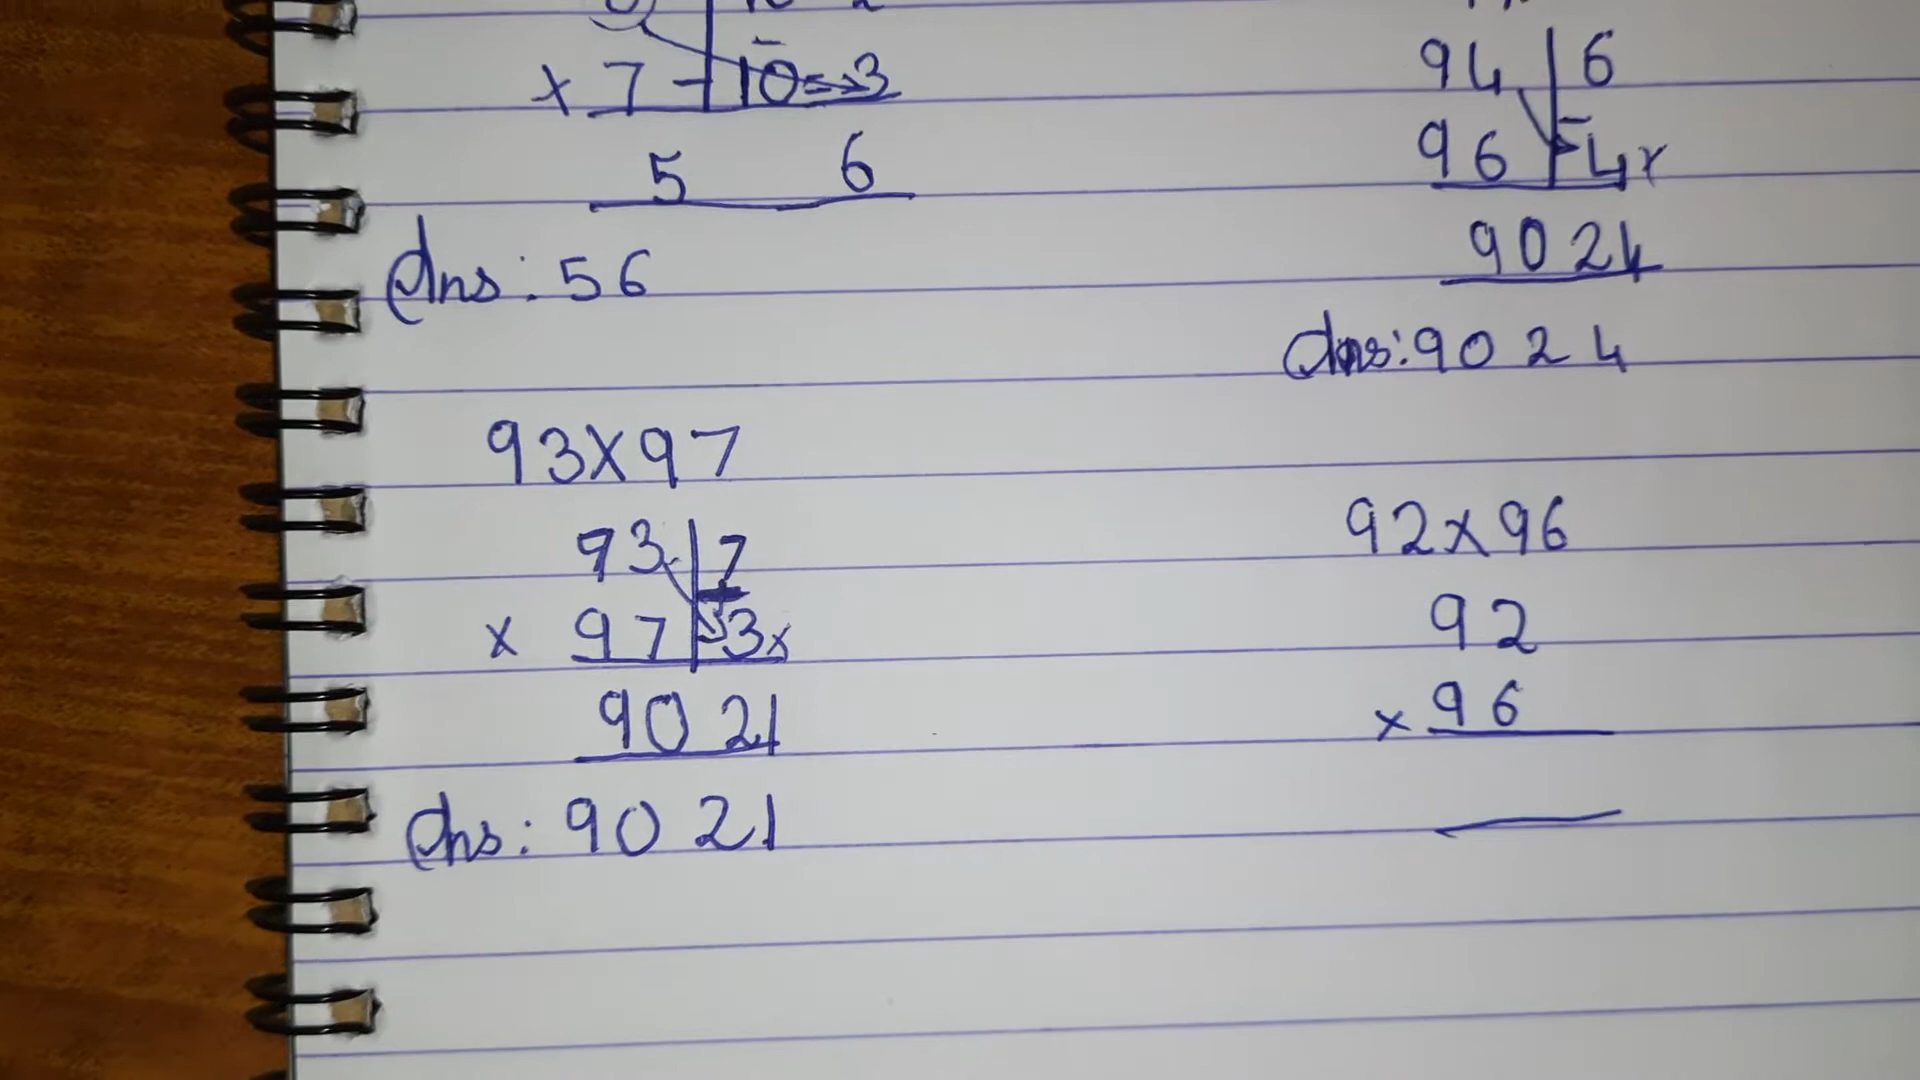 × 7 - 10 => 3
5 6
Ans: 56
93×97
93 | 7
× 97 | 3×
9021
Ans: 9021
94 | 6
96 | 4×
9024
Ans: 9024
92×96
92
× 96